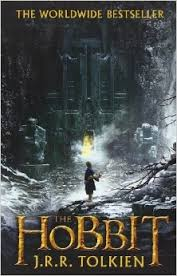 THE WORLDWIDE BESTSELLER
THE
HOBBIT
J.R.R. TOLKIEN